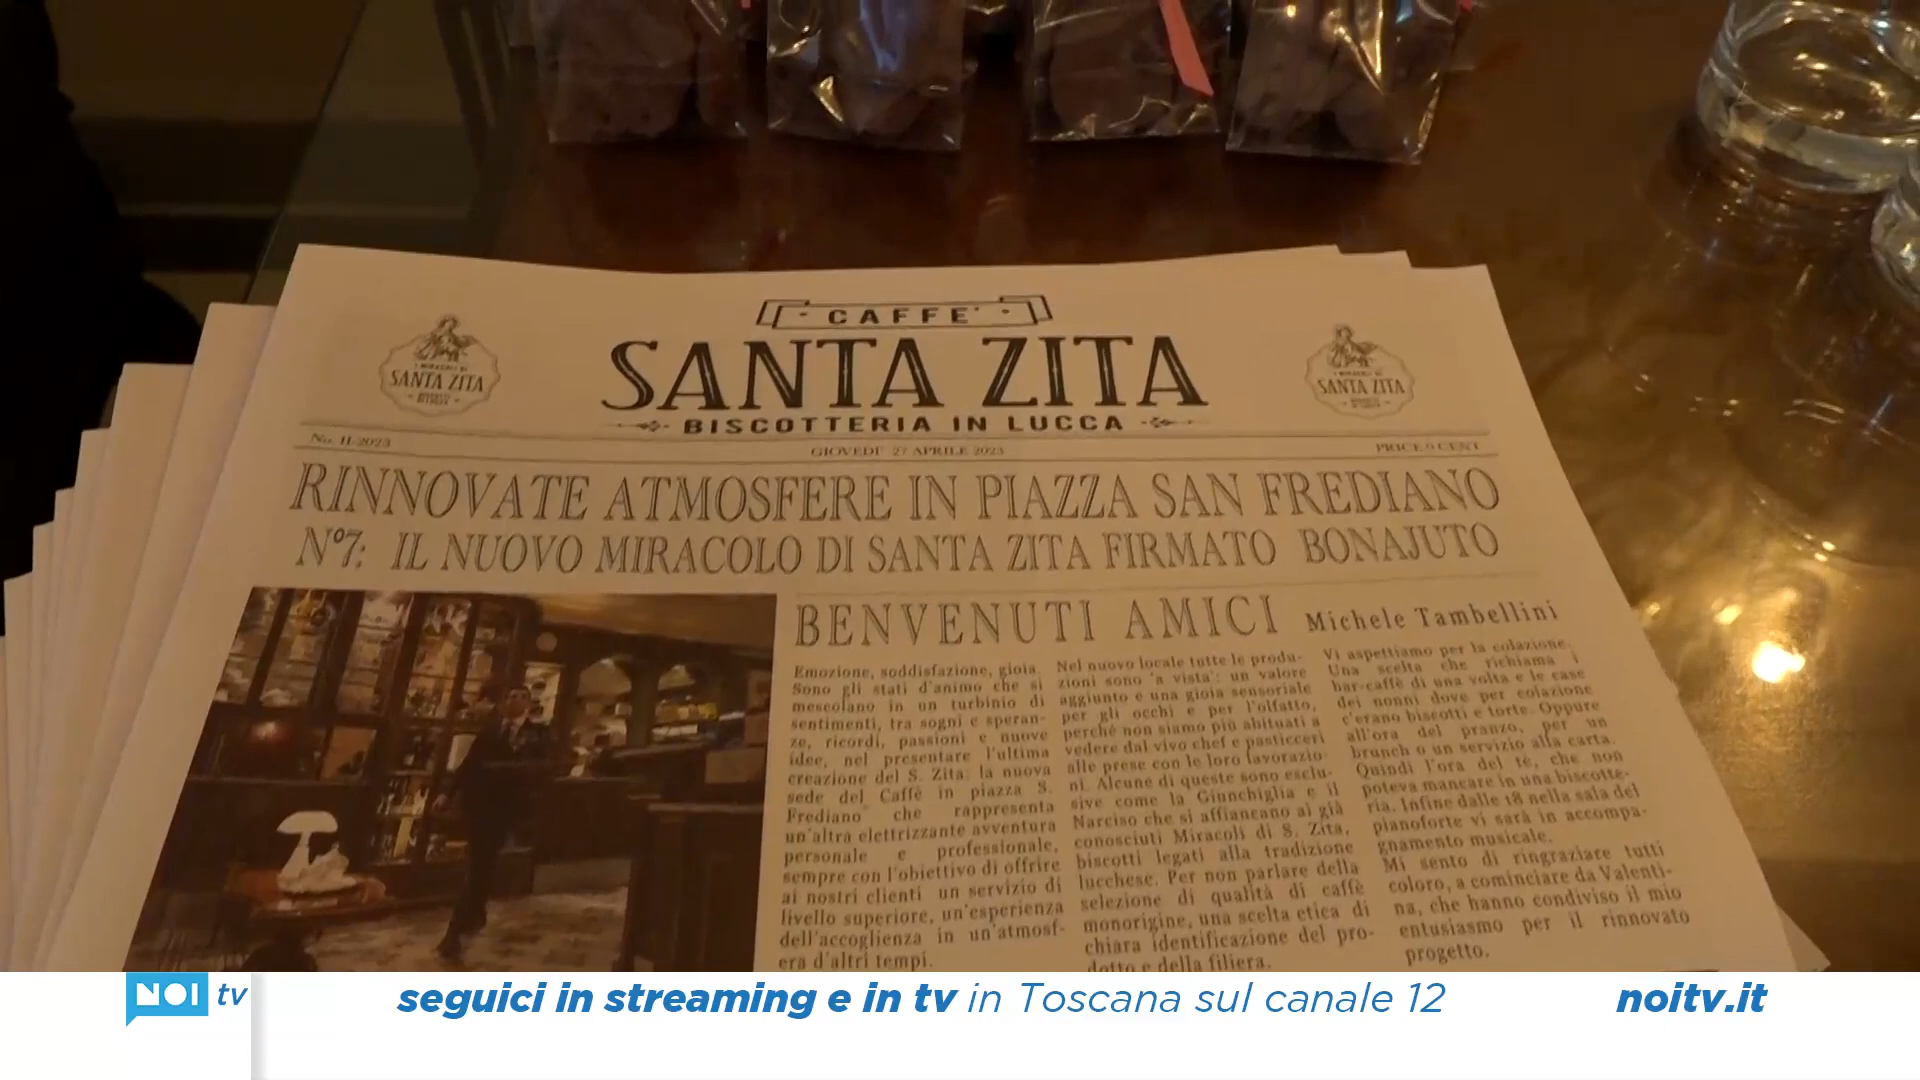 · CAFFE' ·
SANTA ZITA
BISCOTTERIA IN LUCCA
I MIRACOLI DI
SANTA ZITA
SANTA ZITA
No. II-2023
GIOVEDI' 27 APRILE 2023
PRICE 0 CENT
RINNOVATE ATMOSFERE IN PIAZZA SAN FREDIANO
N°7: IL NUOVO MIRACOLO DI SANTA ZITA FIRMATO BONAJUTO
BENVENUTI AMICI
Michele Tambellini
Emozione, soddisfazione, gioia.
Sono gli stati d'animo che si
mescolano in un turbinio di
sentimenti, tra sogni e speran-
ze, ricordi, passioni e nuove
idee, nel presentare l'ultima
creazione del S. Zita: la nuova
sede del Caffè in piazza S.
Frediano che rappresenta
un'altra elettrizzante avventura
personale e professionale,
sempre con l'obiettivo di offrire
ai nostri clienti un servizio di
livello superiore, un'esperienza
dell'accoglienza in un'atmosf-
era d'altri tempi.
Nel nuovo locale tutte le produ-
zioni sono 'a vista': un valore
aggiunto e una gioia sensoriale
per gli occhi e per l'olfatto,
perché non siamo più abituati a
vedere dal vivo chef e pasticceri
alle prese con le loro lavorazio-
ni. Alcune di queste sono esclu-
sive come la Giunchiglia e il
Narciso che si affiancano ai già
conosciuti Miracoli di S. Zita,
biscotti legati alla tradizione
lucchese. Per non parlare della
selezione di qualità di caffè
monorigine, una scelta etica di
chiara identificazione del pro-
dotto e della filiera.
Vi aspettiamo per la colazione.
Una scelta che richiama i
bar-caffè di una volta e le case
dei nonni dove per colazione
c'erano biscotti e torte. Oppure
all'ora del pranzo, per un
brunch o un servizio alla carta.
Quindi l'ora del tè, che non
poteva mancare in una biscotte-
ria. Infine dalle 18 nella sala del
pianoforte vi sarà in accompa-
gnamento musicale.
Mi sento di ringraziare tutti
coloro, a cominciare da Valenti-
na, che hanno condiviso il mio
entusiasmo per il rinnovato
progetto.
NOI tv
seguici in streaming e in tv in Toscana sul canale 12
noitv.it